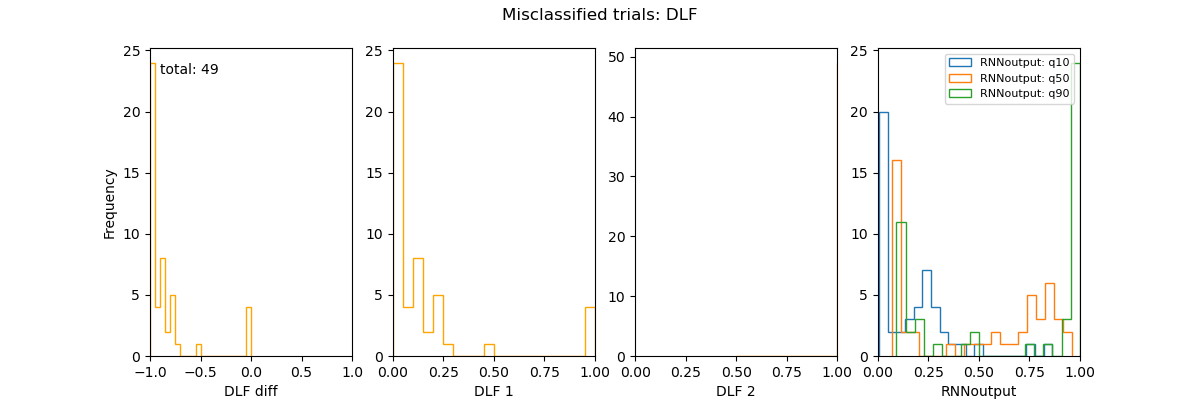 Misclassified trials: DLF
Frequency
25
20
15
10
5
0
total: 49
−1.0 −0.5 0.0 0.5 1.0
DLF diff
25
20
15
10
5
0
0.00 0.25 0.50 0.75 1.00
DLF 1
50
40
30
20
10
0
0.00 0.25 0.50 0.75 1.00
DLF 2
25
20
15
10
5
0
RNNoutput: q10
RNNoutput: q50
RNNoutput: q90
0.00 0.25 0.50 0.75 1.00
RNNoutput